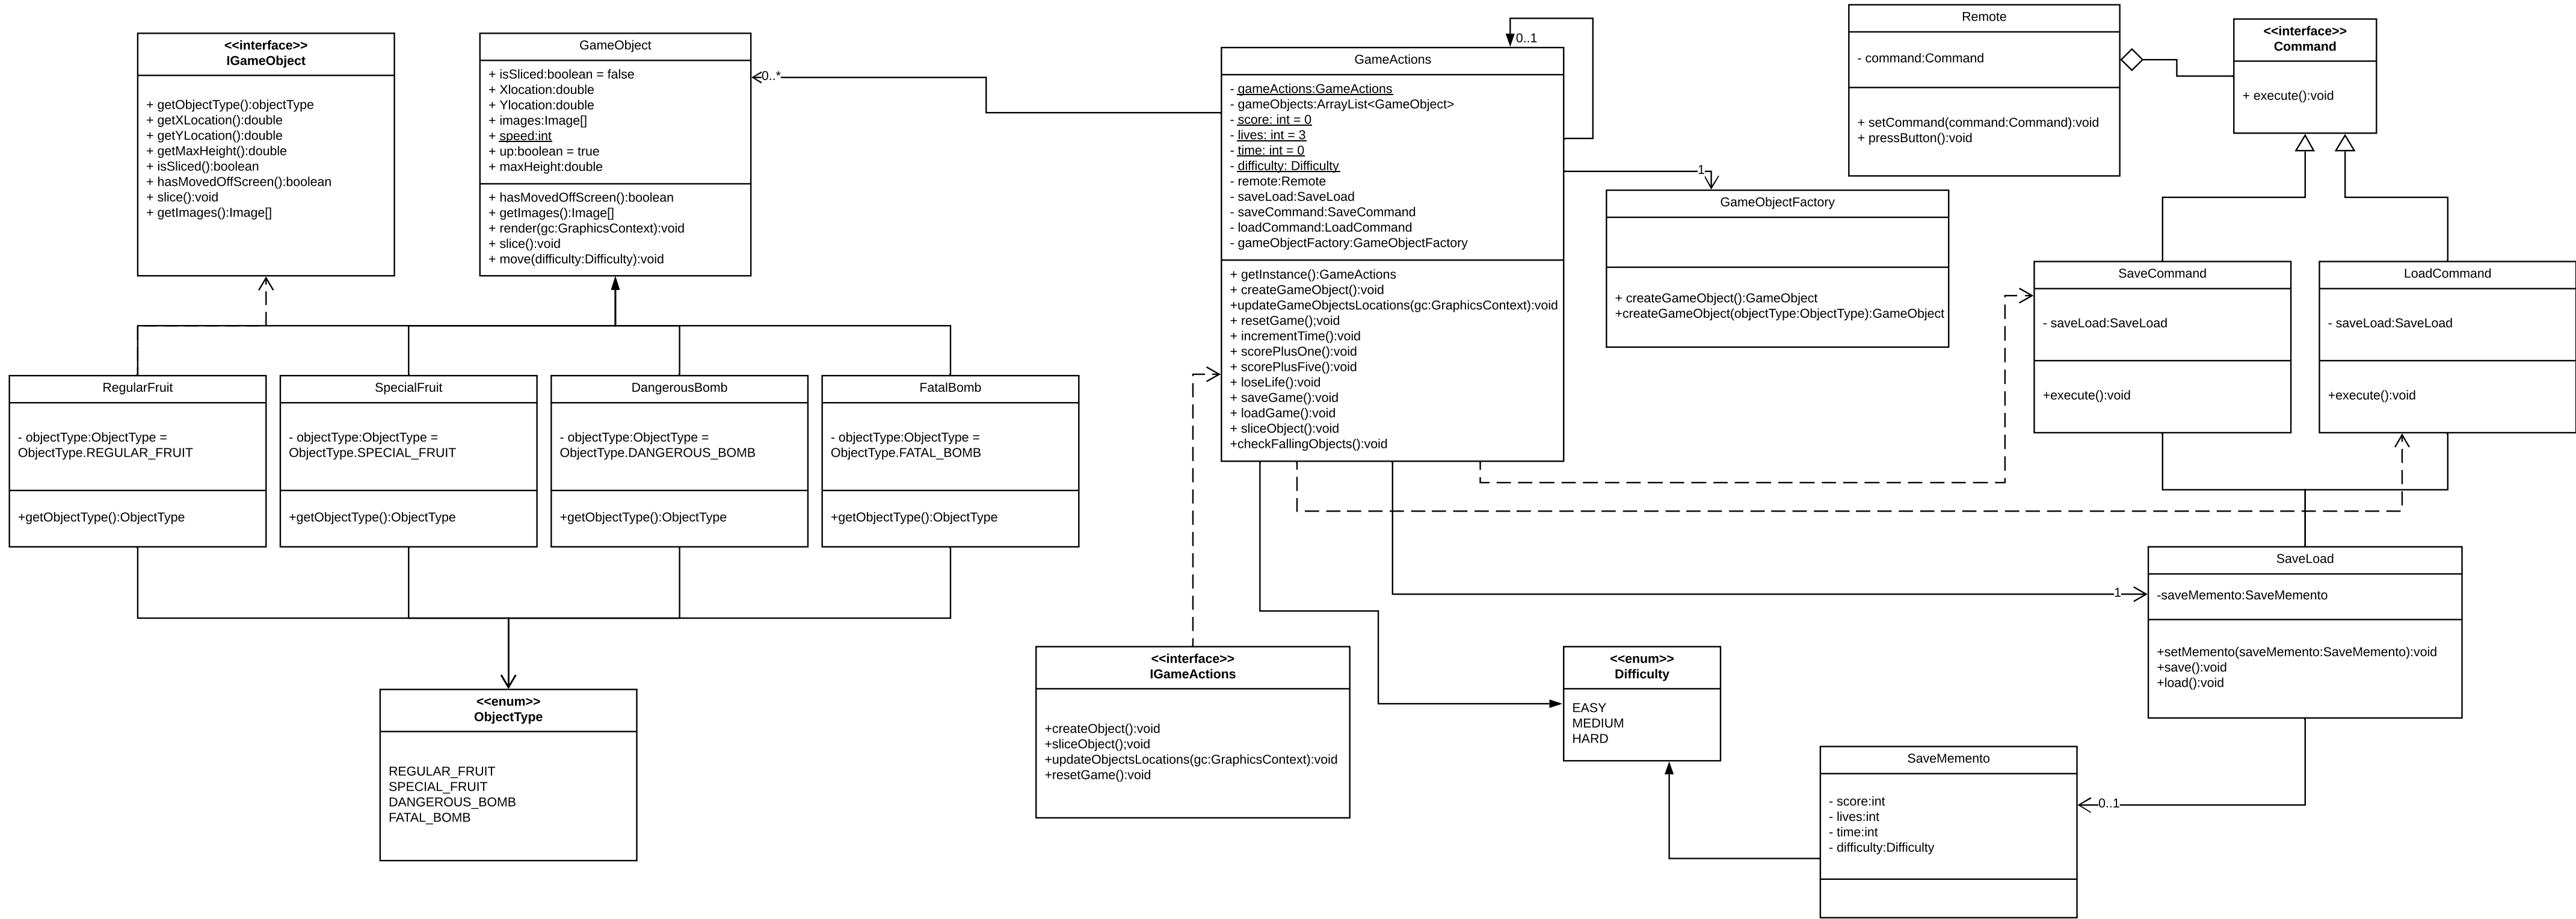 <<interface>>
IGameObject
+ getObjectType():objectType
+ getXLocation():double
+ getYLocation():double
+ getMaxHeight():double
+ isSliced():boolean
+ hasMovedOffScreen():boolean
+ slice():void
+ getImages():Image[]
GameObject
+ isSliced:boolean = false
+ Xlocation:double
+ Ylocation:double
+ images:Image[]
+ speed:int
+ up:boolean = true
+ maxHeight:double
+ hasMovedOffScreen():boolean
+ getImages():Image[]
+ render(gc:GraphicsContext):void
+ slice():void
+ move(difficulty:Difficulty):void
0..*
GameActions
- gameActions:GameActions
- gameObjects:ArrayList<GameObject>
- score: int = 0
- lives: int = 3
- time: int = 0
- difficulty: Difficulty
- remote:Remote
- saveLoad:SaveLoad
- saveCommand:SaveCommand
- loadCommand:LoadCommand
- gameObjectFactory:GameObjectFactory
+ getInstance():GameActions
+ createGameObject():void
+updateGameObjectsLocations(gc:GraphicsContext):void
+ resetGame();void
+ incrementTime():void
+ scorePlusOne():void
+ scorePlusFive():void
+ loseLife():void
+ saveGame():void
+ loadGame():void
+ sliceObject():void
+checkFallingObjects():void
0..1
1
GameObjectFactory
+ createGameObject():GameObject
+createGameObject(objectType:ObjectType):GameObject
Remote
- command:Command
+ setCommand(command:Command):void
+ pressButton():void
<<interface>>
Command
+ execute():void
SaveCommand
- saveLoad:SaveLoad
+execute():void
LoadCommand
- saveLoad:SaveLoad
+execute():void
RegularFruit
- objectType:ObjectType =
ObjectType.REGULAR_FRUIT
+getObjectType():ObjectType
SpecialFruit
- objectType:ObjectType =
ObjectType.SPECIAL_FRUIT
+getObjectType():ObjectType
DangerousBomb
- objectType:ObjectType =
ObjectType.DANGEROUS_BOMB
+getObjectType():ObjectType
FatalBomb
- objectType:ObjectType =
ObjectType.FATAL_BOMB
+getObjectType():ObjectType
<<enum>>
ObjectType
REGULAR_FRUIT
SPECIAL_FRUIT
DANGEROUS_BOMB
FATAL_BOMB
<<interface>>
IGameActions
+createObject():void
+sliceObject();void
+updateObjectsLocations(gc:GraphicsContext):void
+resetGame():void
<<enum>>
Difficulty
EASY
MEDIUM
HARD
1
SaveLoad
-saveMemento:SaveMemento
+setMemento(saveMemento:SaveMemento):void
+save():void
+load():void
0..1
SaveMemento
- score:int
- lives:int
- time:int
- difficulty:Difficulty